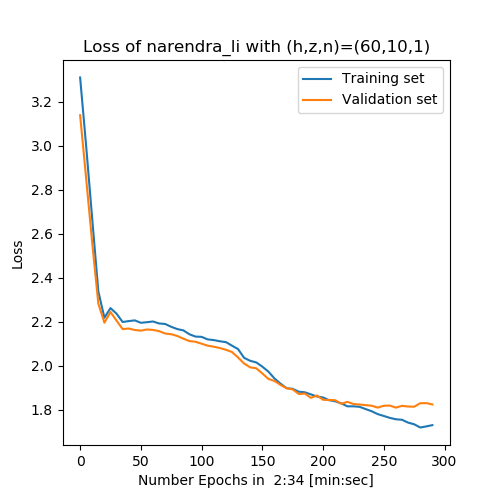 Loss of narendra_li with (h,z,n)=(60,10,1)
Training set
Validation set
3.2
3.0
2.8
2.6
2.4
2.2
2.0
1.8
Loss
0 50 100 150 200 250 300
Number Epochs in  2:34 [min:sec]